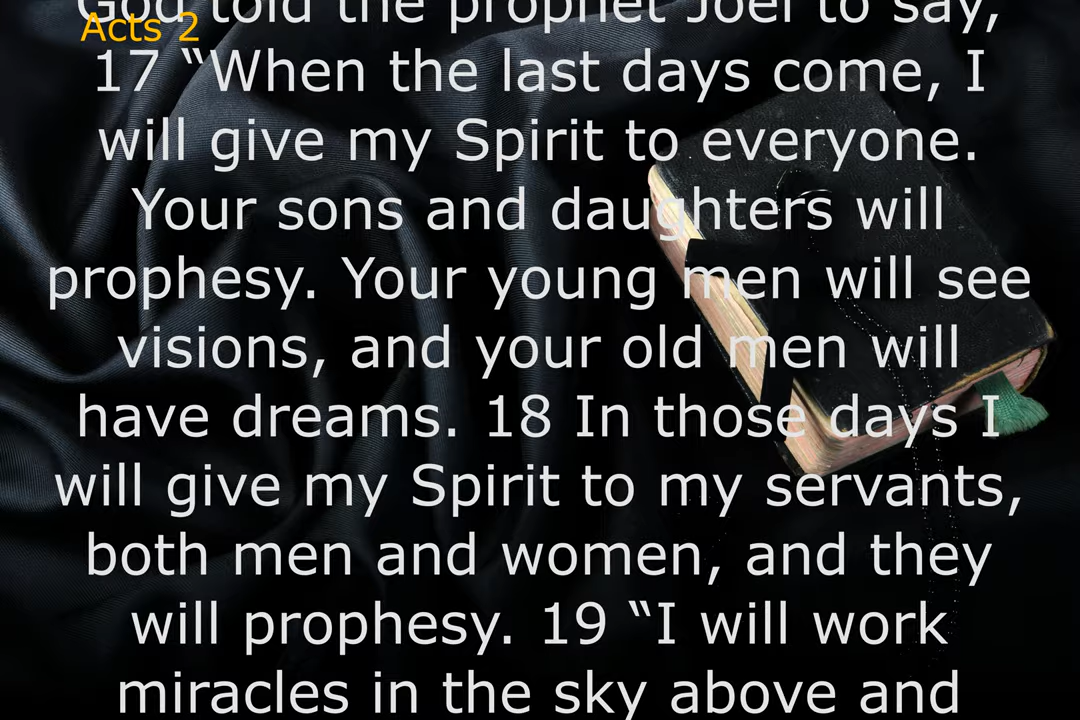 God told the prophet Joel to say,
Acts 2
17 “When the last days come, I
will give my Spirit to everyone.
Your sons and daughters will
prophesy. Your young men will see
visions, and your old men will
have dreams. 18 In those days I
will give my Spirit to my servants,
both men and women, and they
will prophesy. 19 “I will work
miracles in the sky above and